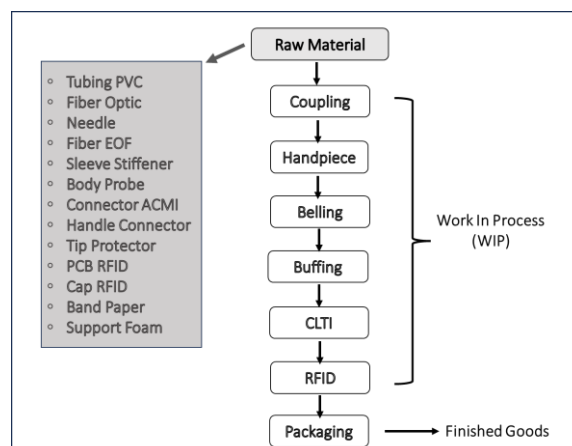 Raw Material
Tubing PVC
Fiber Optic
Needle
Fiber EOF
Sleeve Stiffener
Body Probe
Connector ACMI
Handle Connector
Tip Protector
PCB RFID
Cap RFID
Band Paper
Support Foam
Coupling
Handpiece
Belling
Buffing
CLTI
RFID
Packaging
Work In Process
(WIP)
Finished Goods